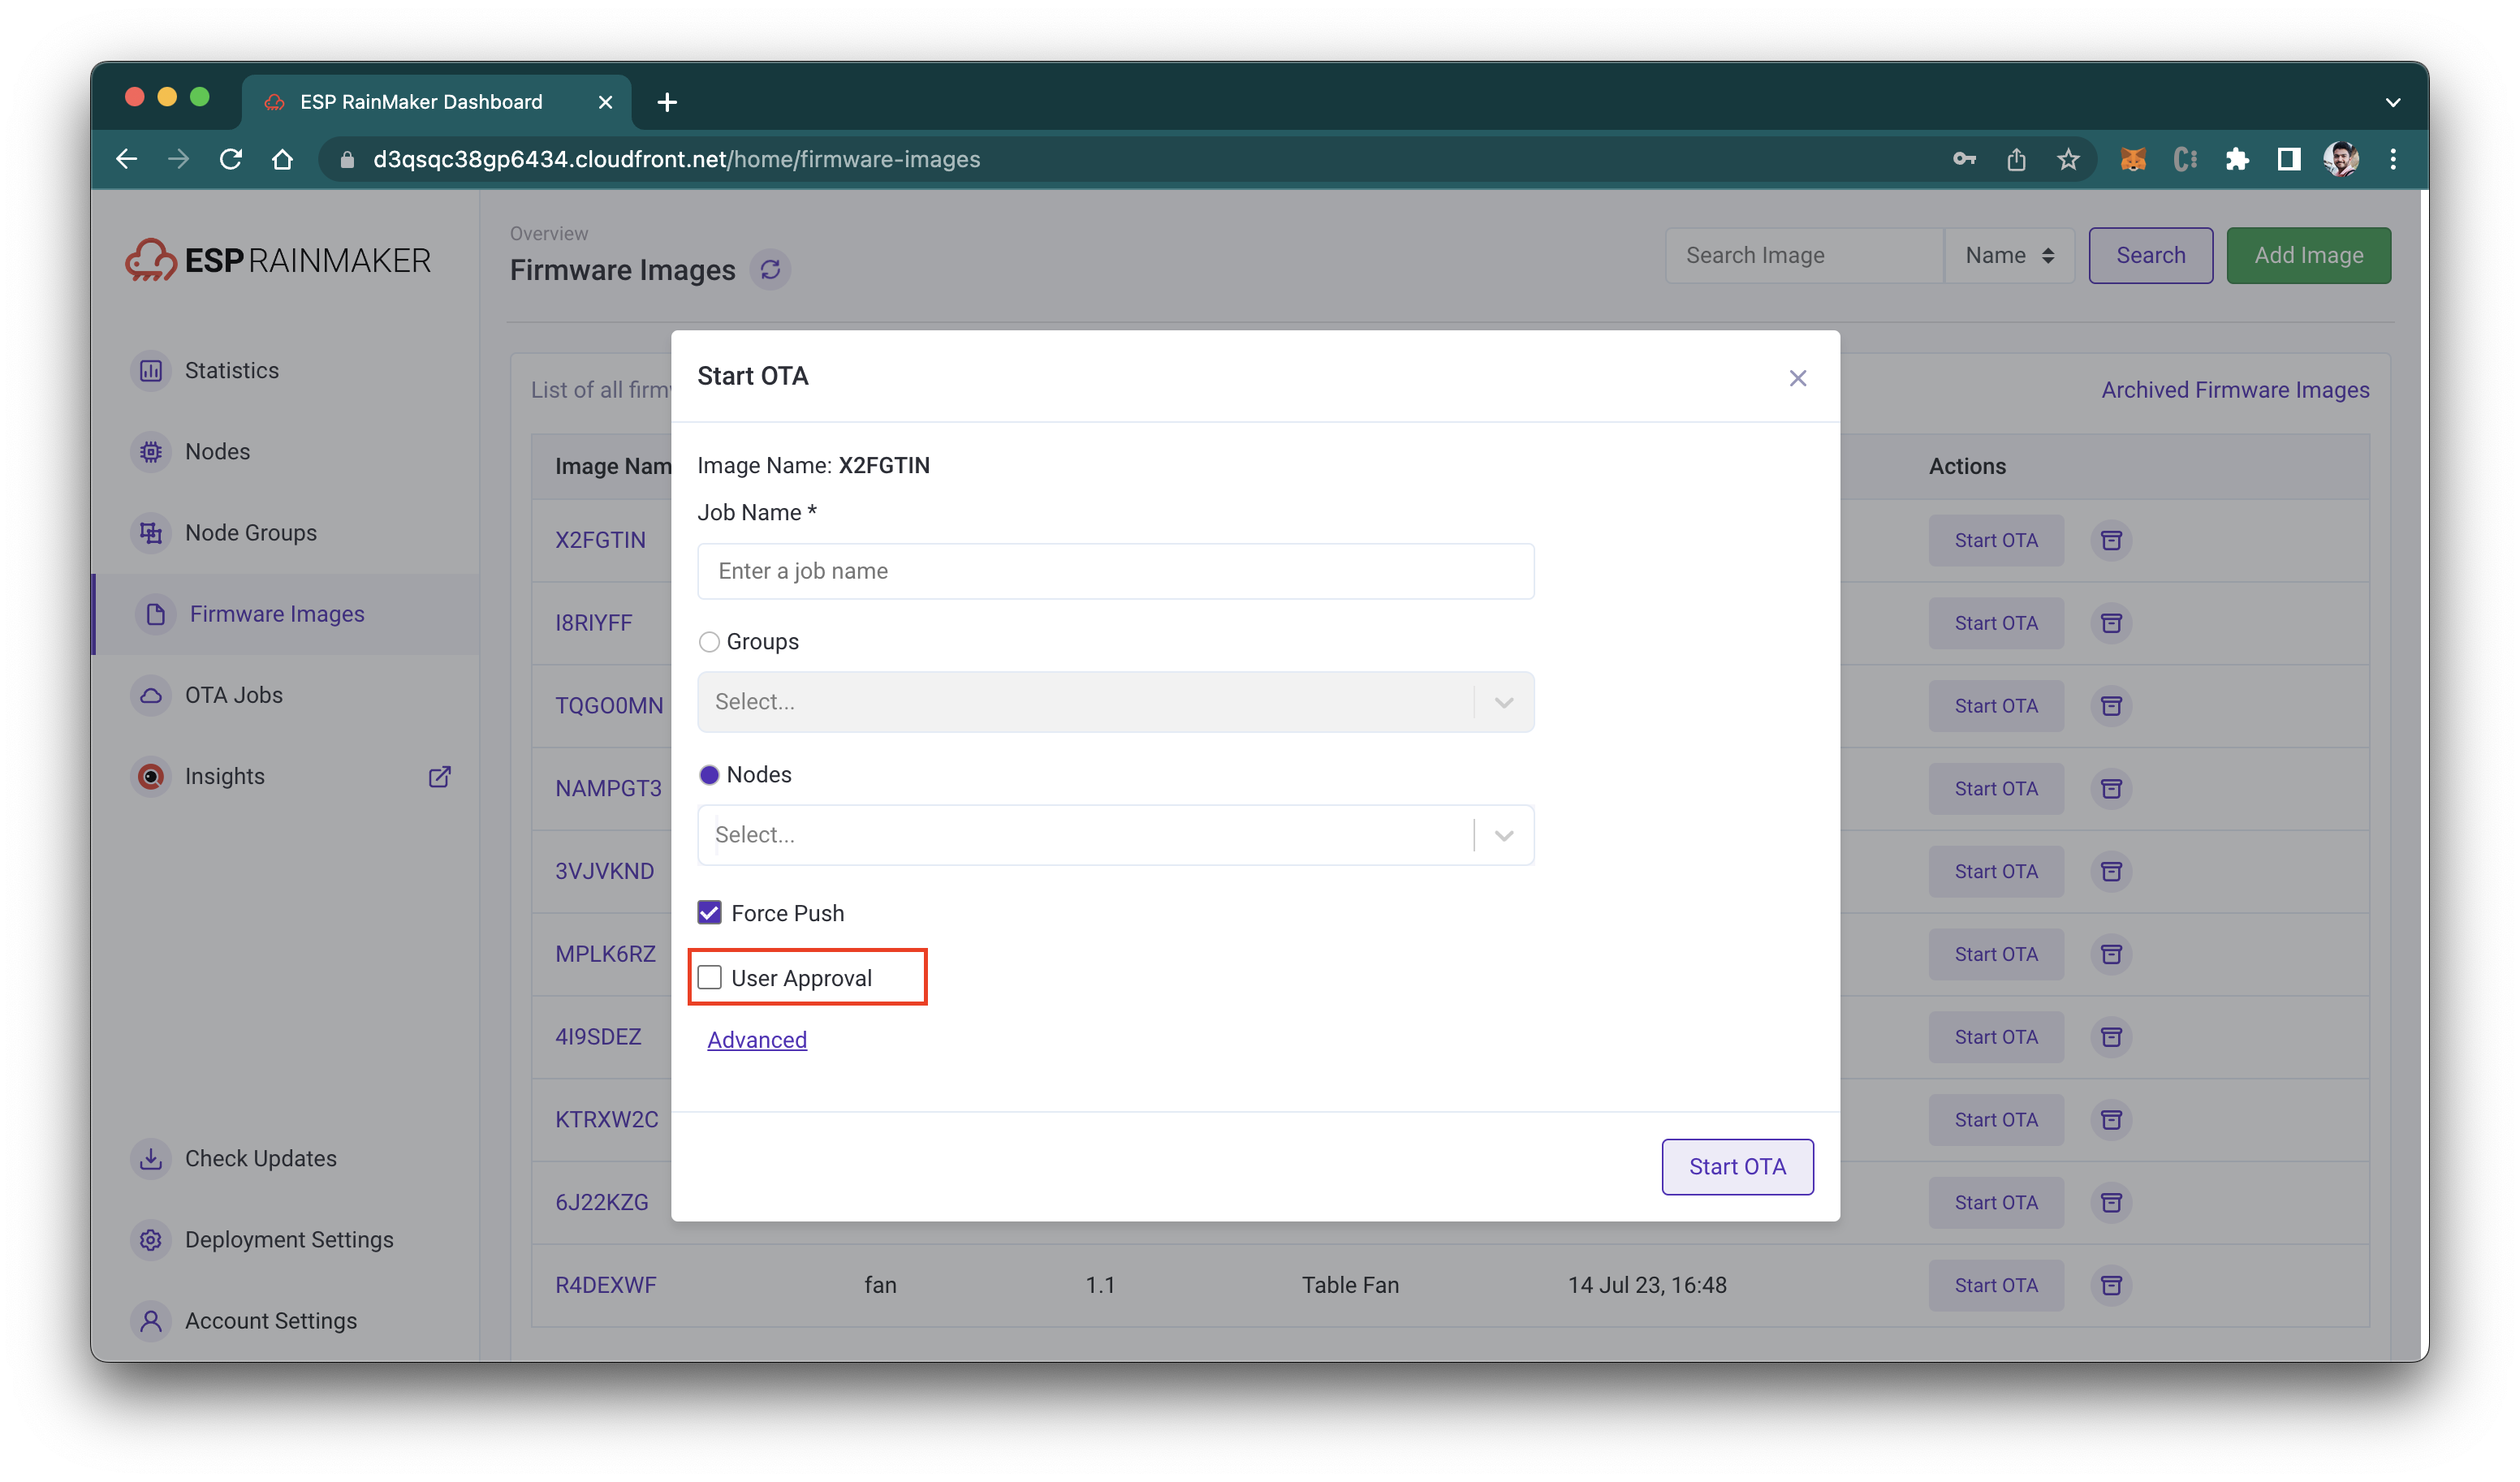 ESP RainMaker Dashboard
d3qsqc38gp6434.cloudfront.net/home/firmware-images
ESP RAINMAKER
Statistics
Nodes
Node Groups
Firmware Images
OTA Jobs
Insights
Check Updates
Deployment Settings
Account Settings
Overview
Firmware Images
Search Image
Name
Search
Add Image
List of all firm
Archived Firmware Images
Image Nam
Actions
X2FGTIN
Start OTA
I8RIYFF
Start OTA
TQGO0MN
Start OTA
NAMPGT3
Start OTA
3VJVKND
Start OTA
MPLK6RZ
Start OTA
4I9SDEZ
Start OTA
KTRXW2C
Start OTA
6J22KZG
Start OTA
R4DEXWF fan 1.1 Table Fan 14 Jul 23, 16:48 Start OTA
Start OTA
Image Name: X2FGTIN
Job Name *
Enter a job name
Groups
Select...
Nodes
Select...
Force Push
User Approval
Advanced
Start OTA